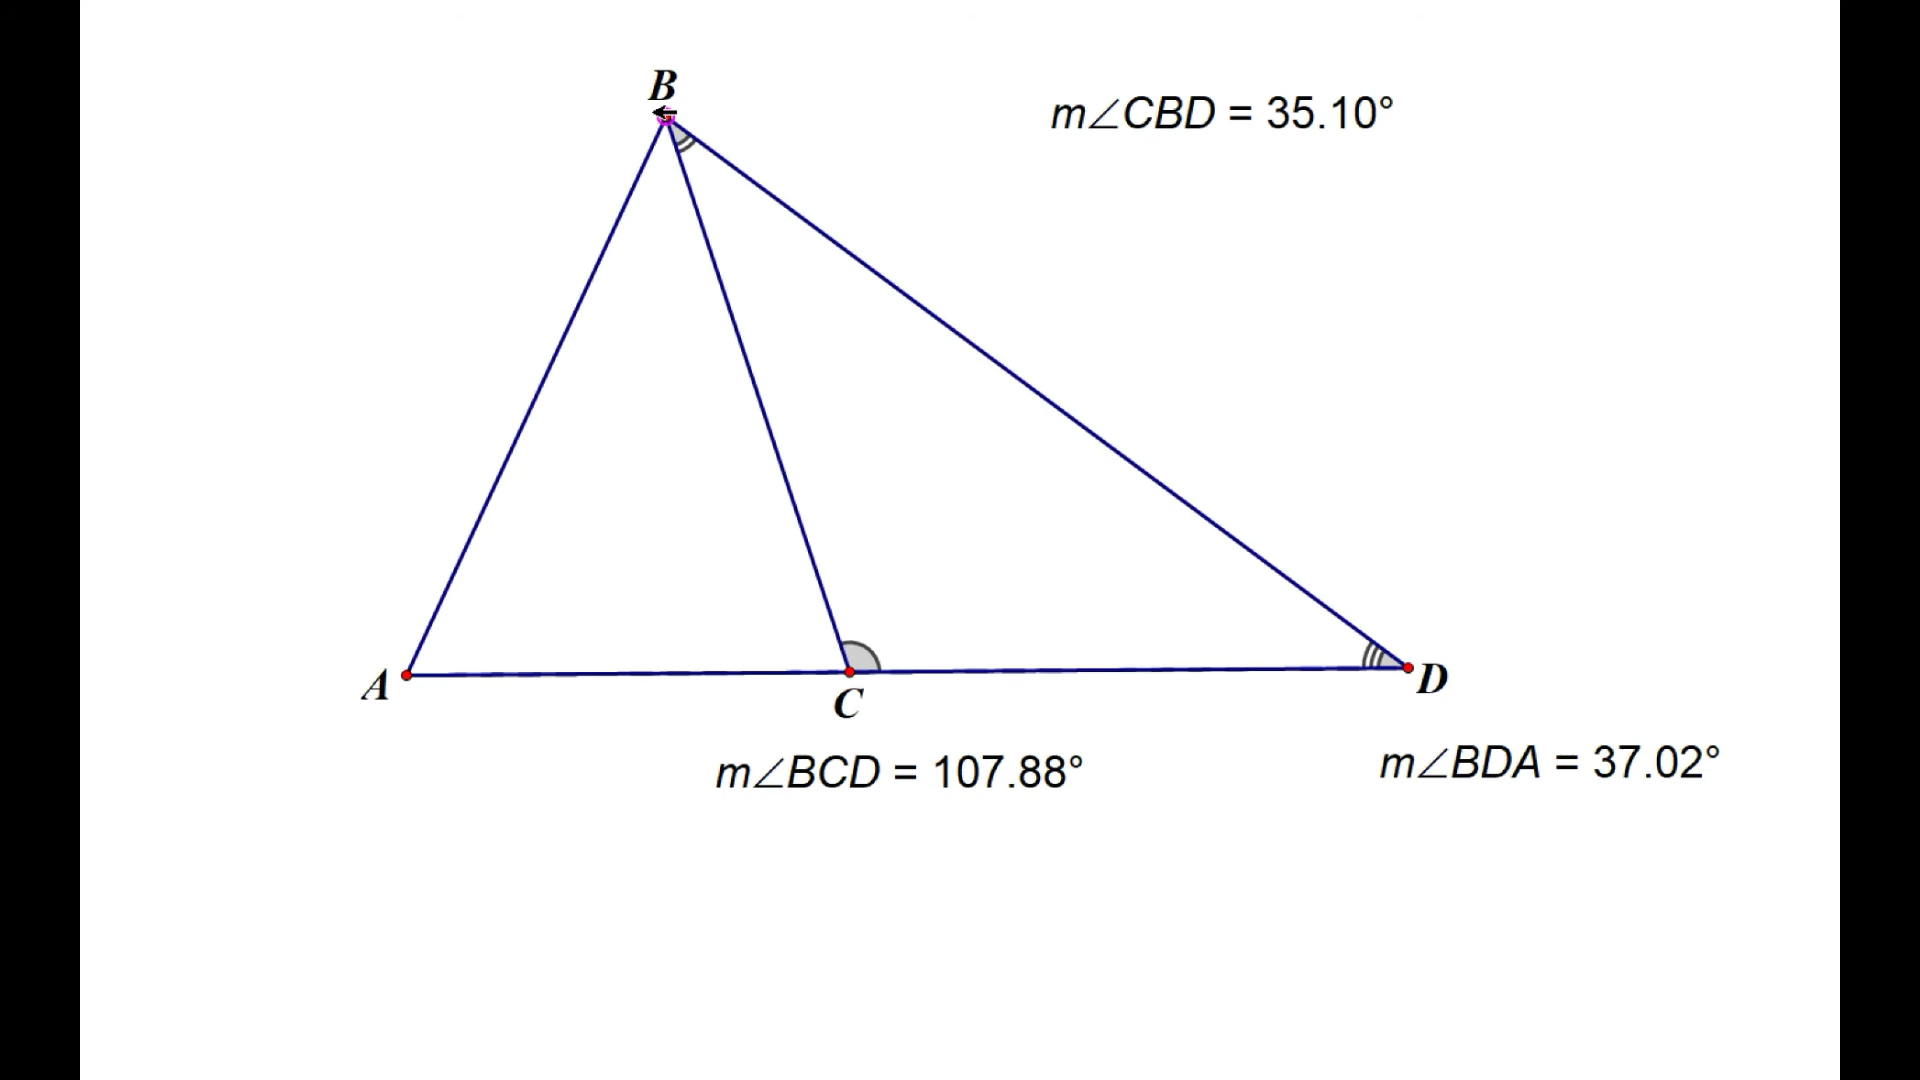 B
m∠CBD = 35.10°
A
C
D
m∠BCD = 107.88°
m∠BDA = 37.02°